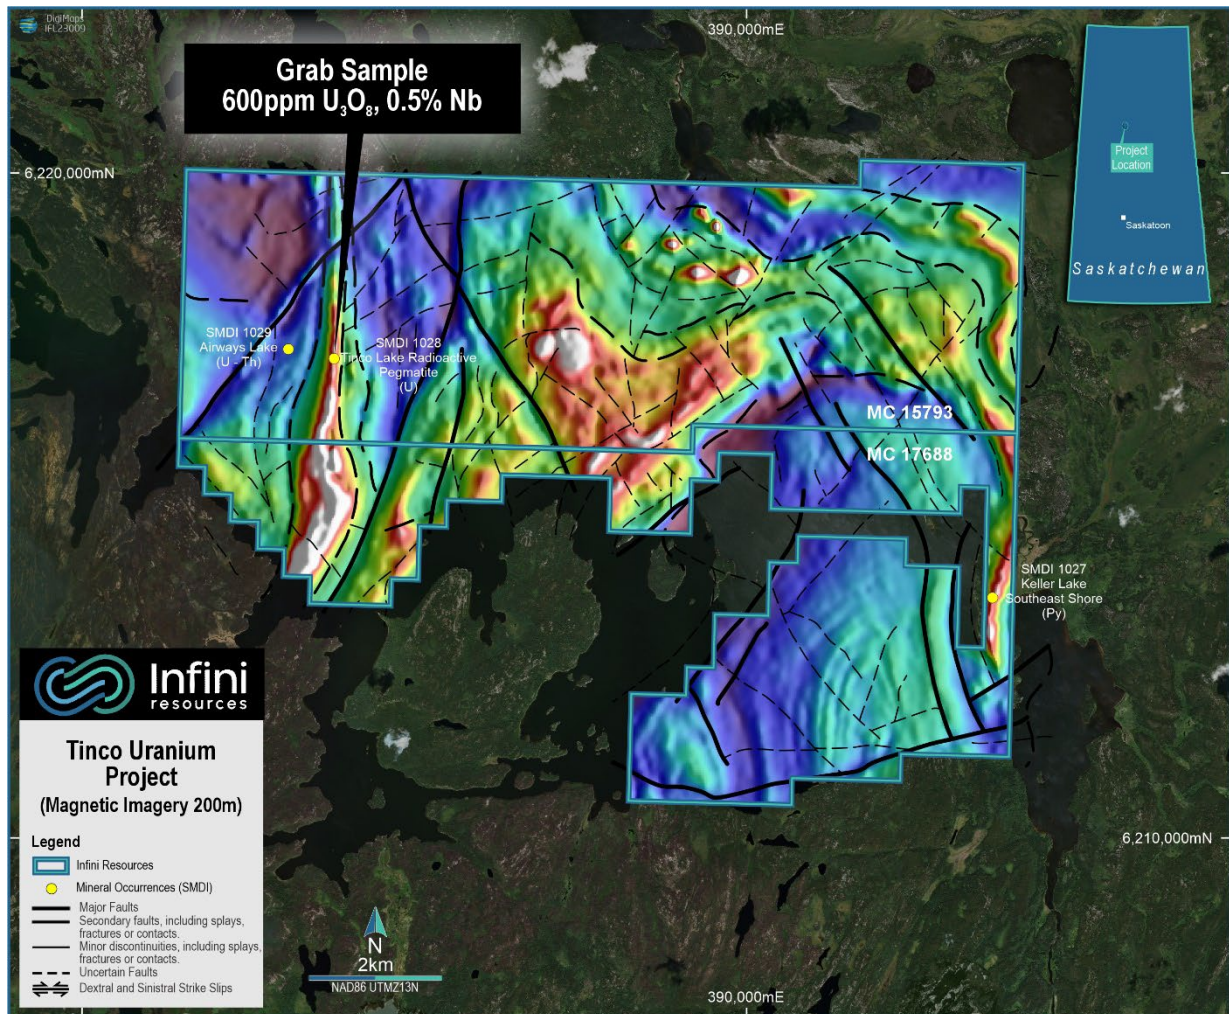 DigiMaps
IFL23009
390,000mE
Grab Sample
600ppm U₃O₈, 0.5% Nb
6,220,000mN
Project
Location
Saskatoon
Saskatchewan
SMDI 1029
Airways Lake
(U - Th)
SMDI 1028
Tinco Lake Radioactive
Pegmatite
(U)
MC 15793
MC 17688
SMDI 1027
Keller Lake
Southeast Shore
(Py)
Infini
resources
Tinco Uranium
Project
(Magnetic Imagery 200m)
Legend
Infini Resources
Mineral Occurrences (SMDI)
Major Faults
Secondary faults, including splays,
fractures or contacts.
Minor discontinuities, including splays,
fractures or contacts.
Uncertain Faults
Dextral and Sinistral Strike Slips
N
2km
NAD86 UTMZ13N
6,210,000mN
390,000mE